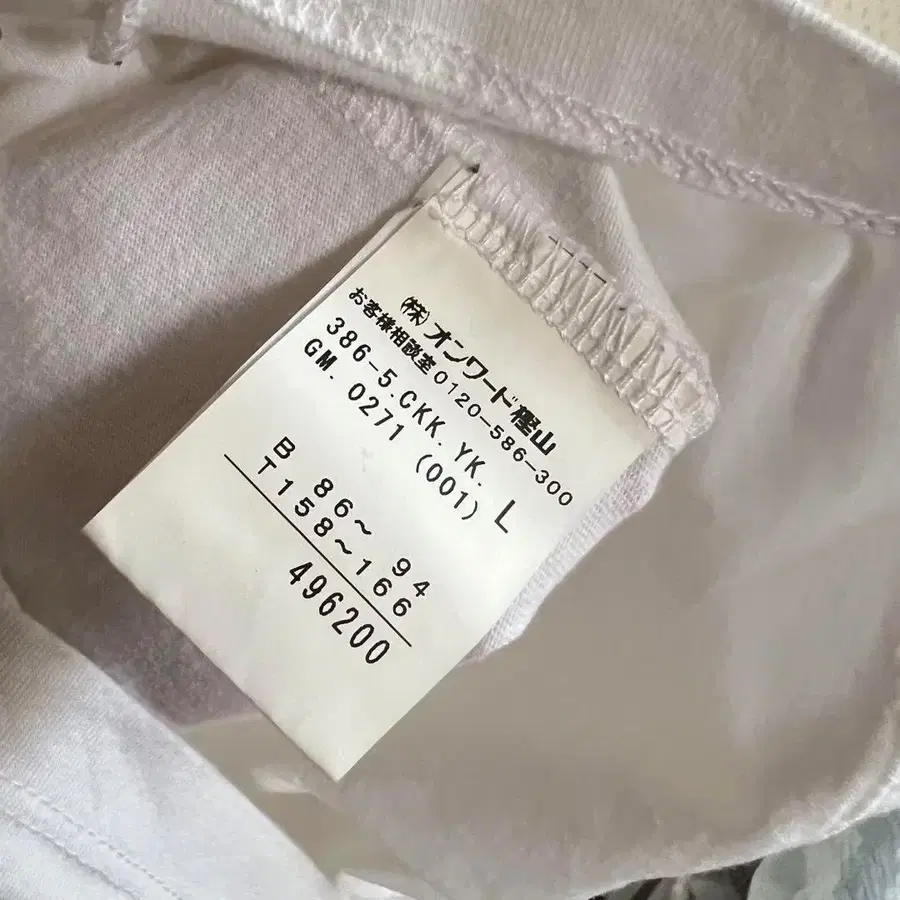 (株)オンワード樫山
お客様相談室0120-586-300
386-5.CKK.YK. L
GM.0271 (001)
B 86～ 94
T 158～166
496200